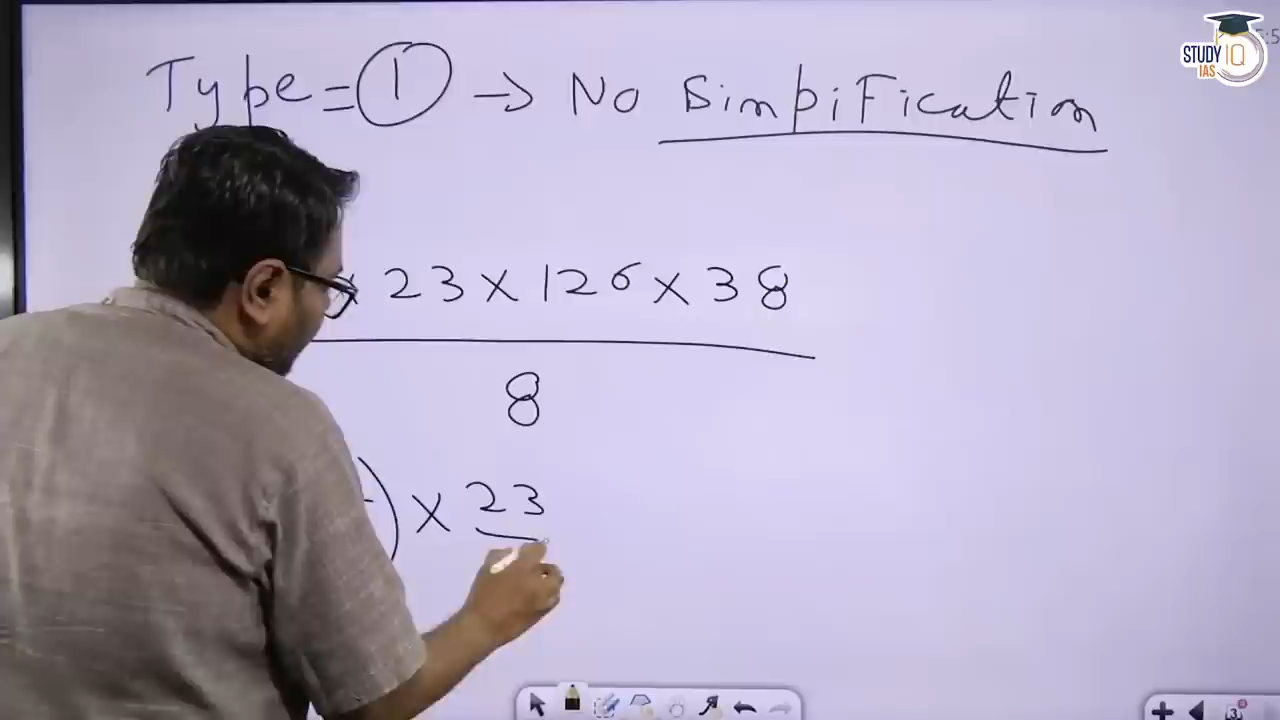 Type = 1 → No Simpification
x 23 x 126 x 38
8
) x 23
STUDY IQ
IAS